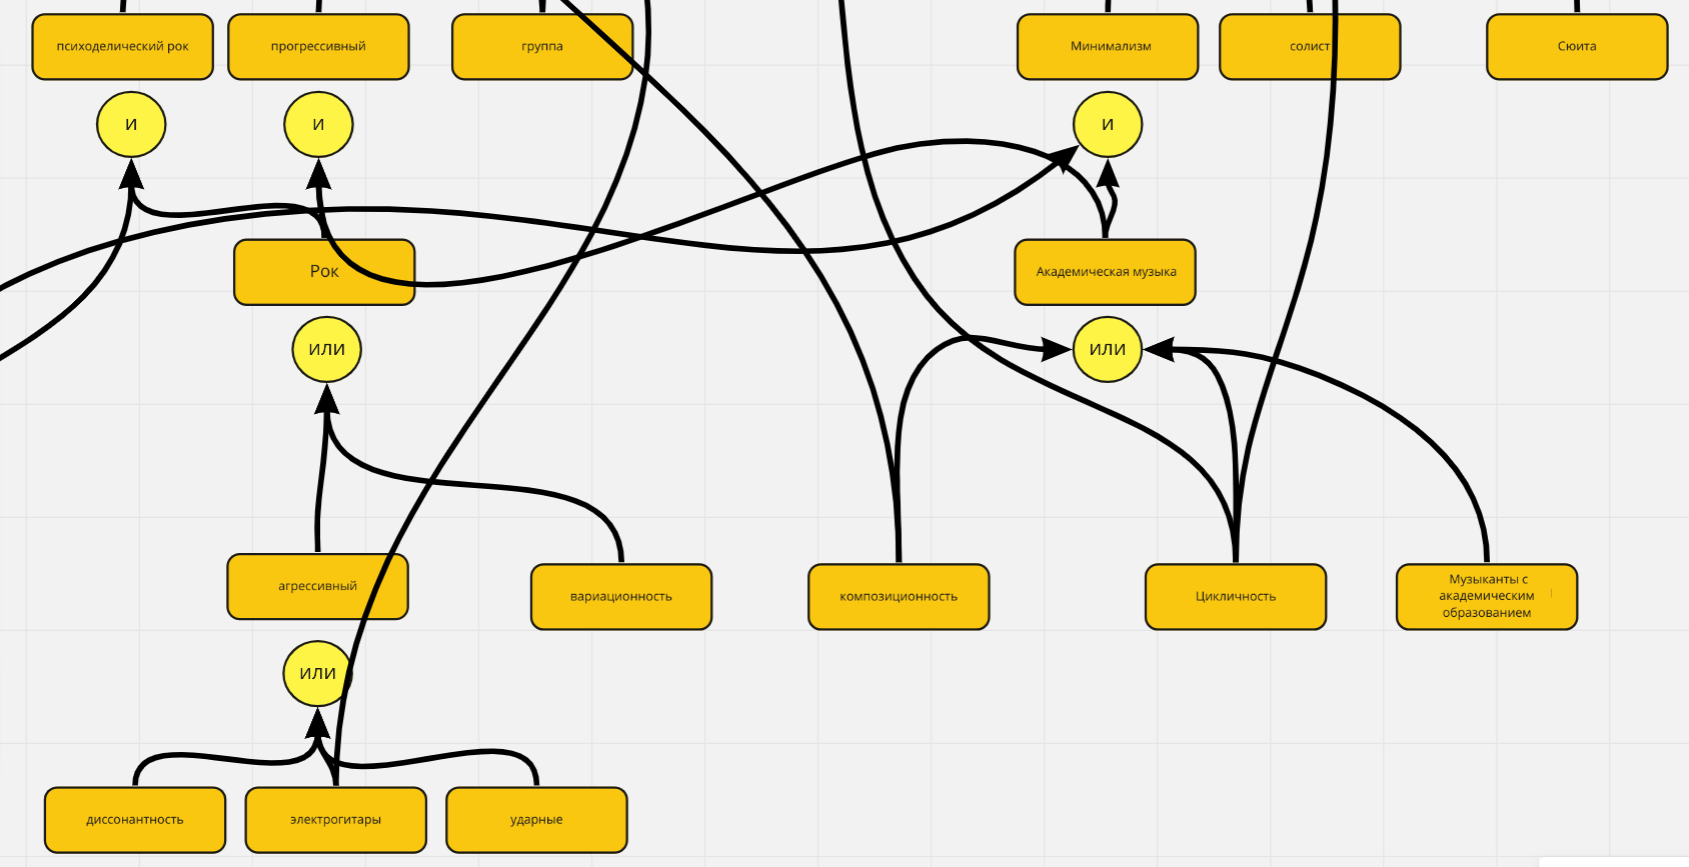 психоделический рок
прогрессивный
группа
Минимализм
солист
Сюита
И
И
И
Рок
Академическая музыка
ИЛИ
ИЛИ
агрессивный
вариационность
композиционность
Цикличность
Музыканты с
академическим
образованием
ИЛИ
диссонантность
электрогитары
ударные